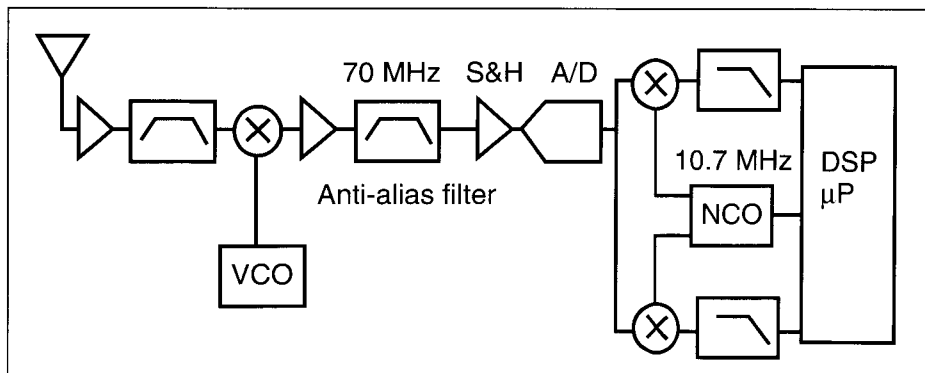 70 MHz
S&H
A/D
10.7 MHz
DSP
μP
NCO
Anti-alias filter
VCO